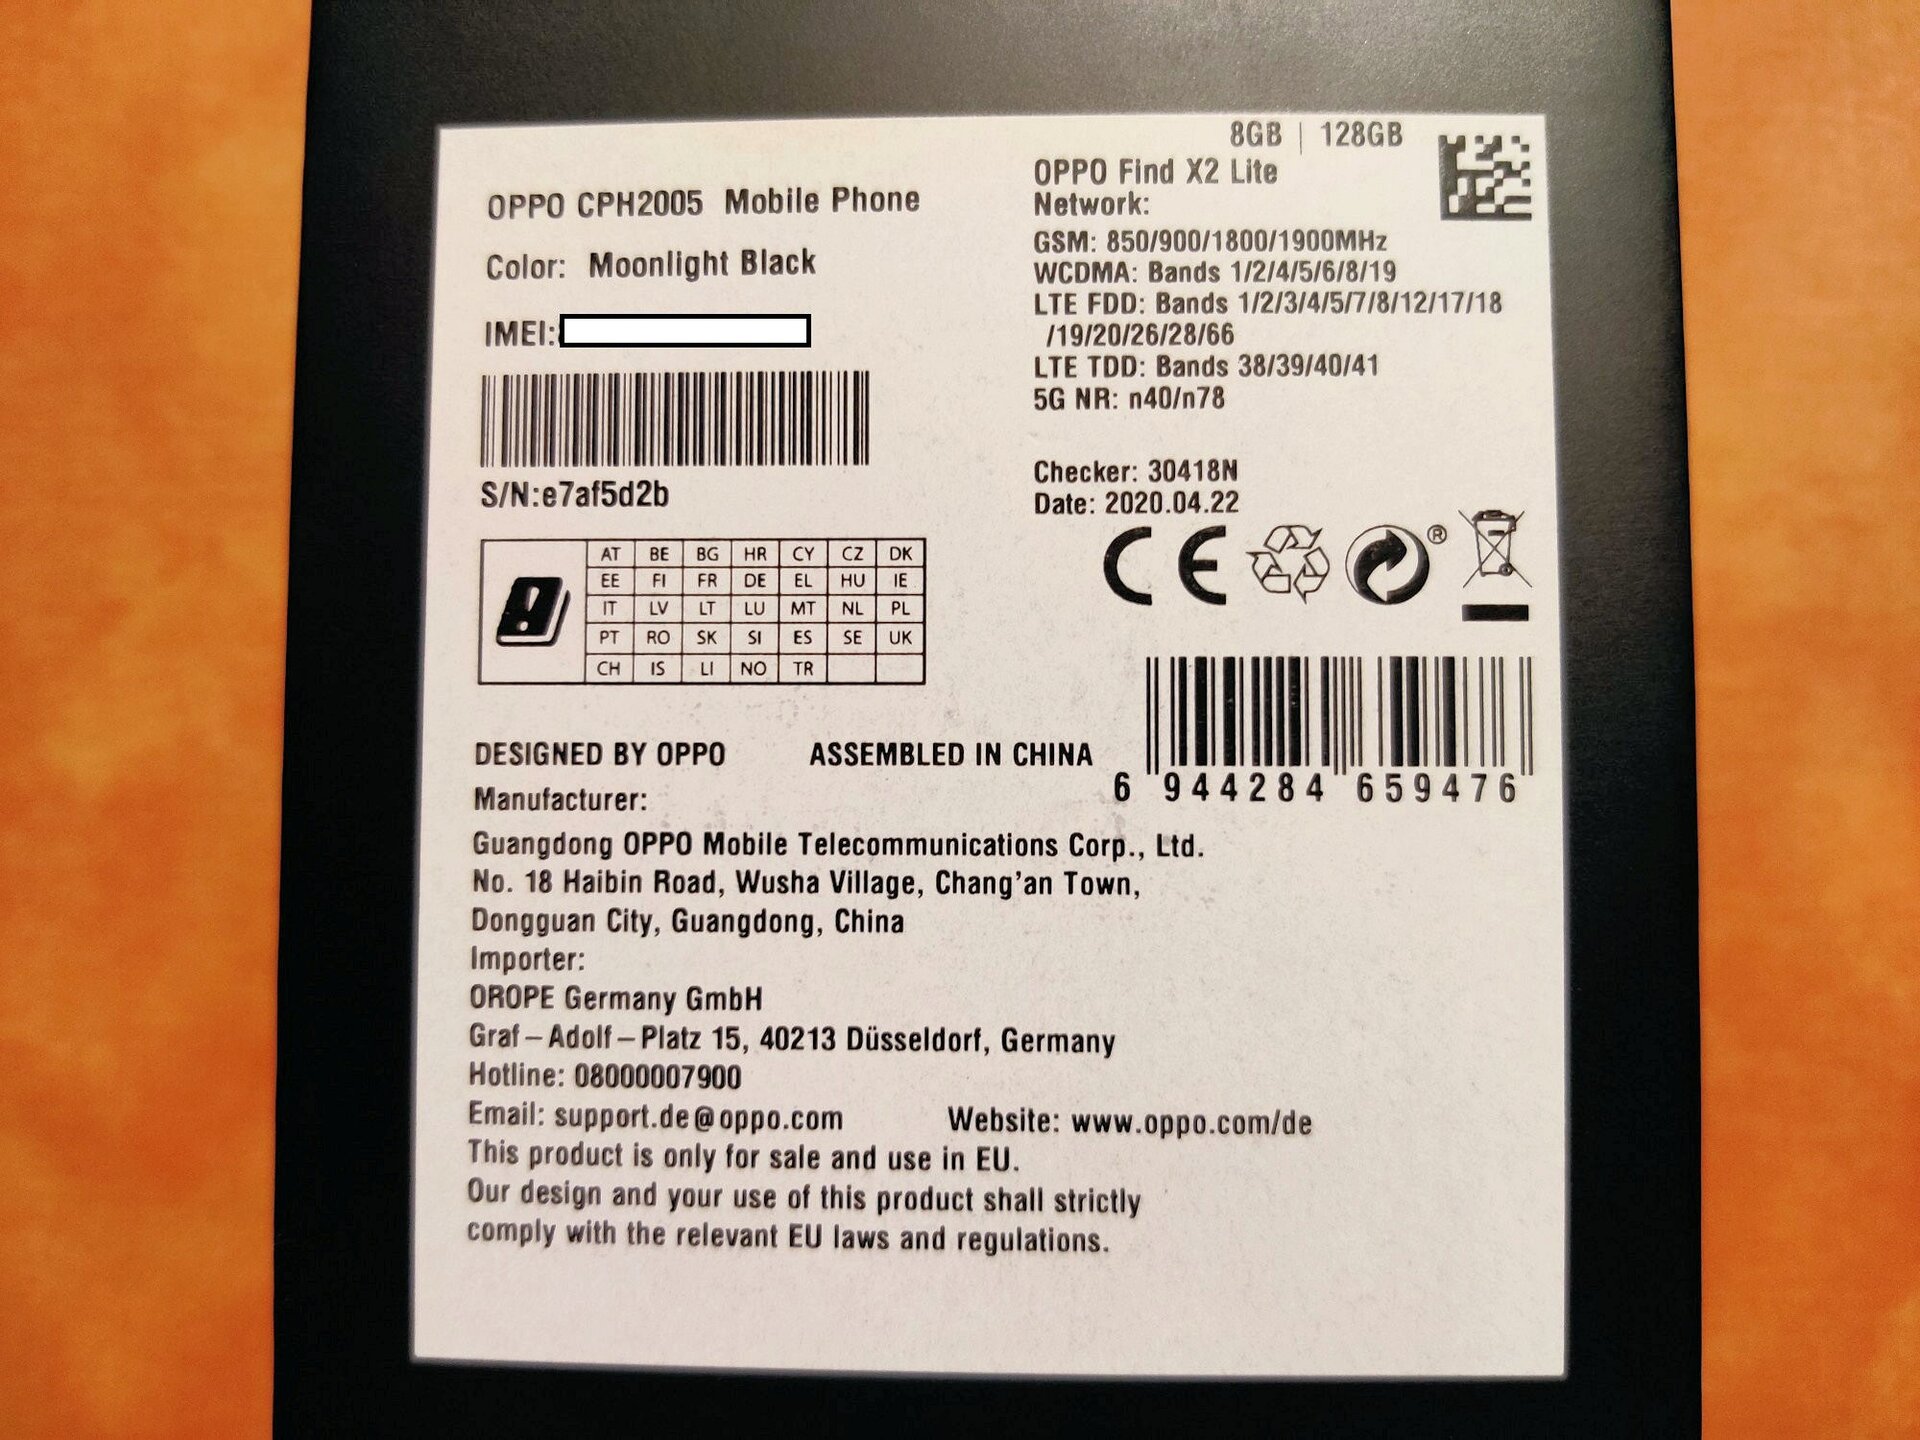 OPPO CPH2005 Mobile Phone
Color: Moonlight Black
IMEI:
S/N:e7af5d2b
8GB | 128GB
OPPO Find X2 Lite
Network:
GSM: 850/900/1800/1900MHz
WCDMA: Bands 1/2/4/5/6/8/19
LTE FDD: Bands 1/2/3/4/5/7/8/12/17/18
/19/20/26/28/66
LTE TDD: Bands 38/39/40/41
5G NR: n40/n78
Checker: 30418N
Date: 2020.04.22
CE
®
AT BE BG HR CY CZ DK
EE FI FR DE EL HU IE
IT LV LT LU MT NL PL
PT RO SK SI ES SE UK
CH IS LI NO TR
DESIGNED BY OPPO ASSEMBLED IN CHINA
6 944284 659476
Manufacturer:
Guangdong OPPO Mobile Telecommunications Corp., Ltd.
No. 18 Haibin Road, Wusha Village, Chang'an Town,
Dongguan City, Guangdong, China
Importer:
OROPE Germany GmbH
Graf–Adolf–Platz 15, 40213 Düsseldorf, Germany
Hotline: 08000007900
Email: support.de@oppo.com Website: www.oppo.com/de
This product is only for sale and use in EU.
Our design and your use of this product shall strictly
comply with the relevant EU laws and regulations.